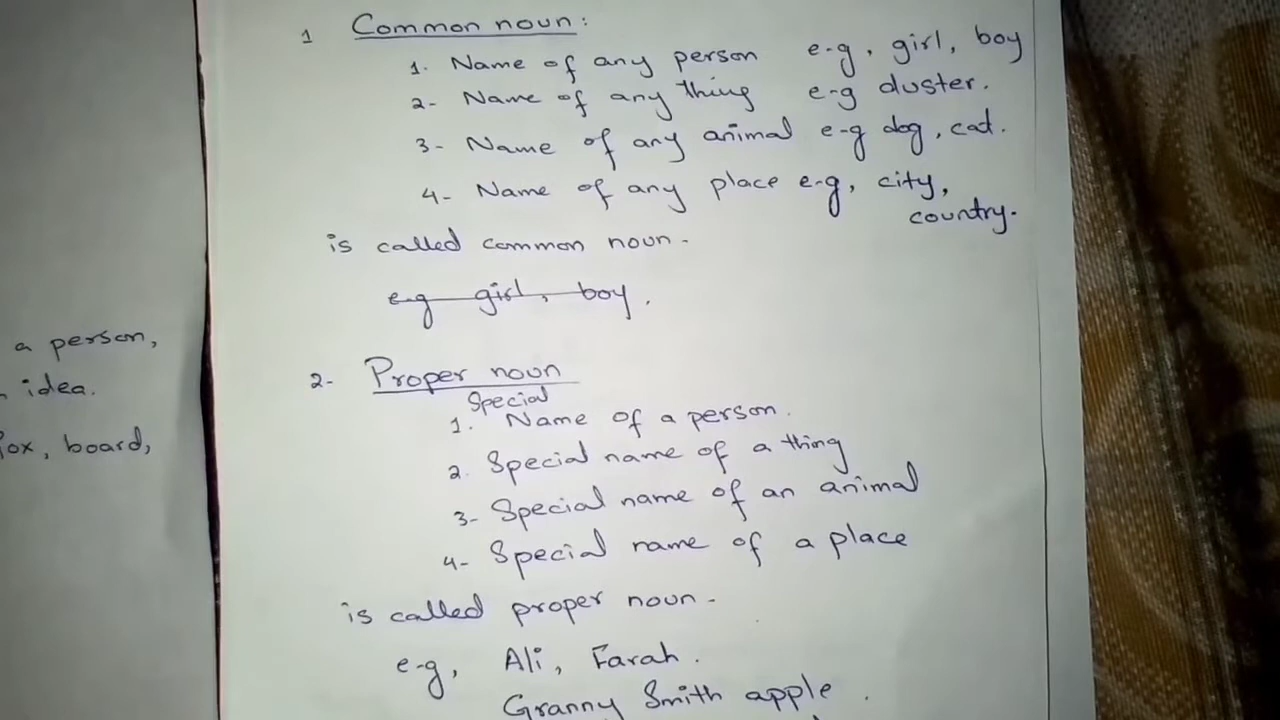 1 Common noun:
1. Name of any person e-g, girl, boy
2- Name of any thing e-g duster.
3- Name of any animal e-g dog, cat.
4- Name of any place e-g, city,
country.
is called common noun-
e-g girl, boy.
2- Proper noun
Special
1. Name of a person.
2. Special name of a thing
3- Special name of an animal
4- Special name of a place
is called proper noun-
e-g, Ali, Farah.
Granny Smith apple.
a person,
idea.
board,